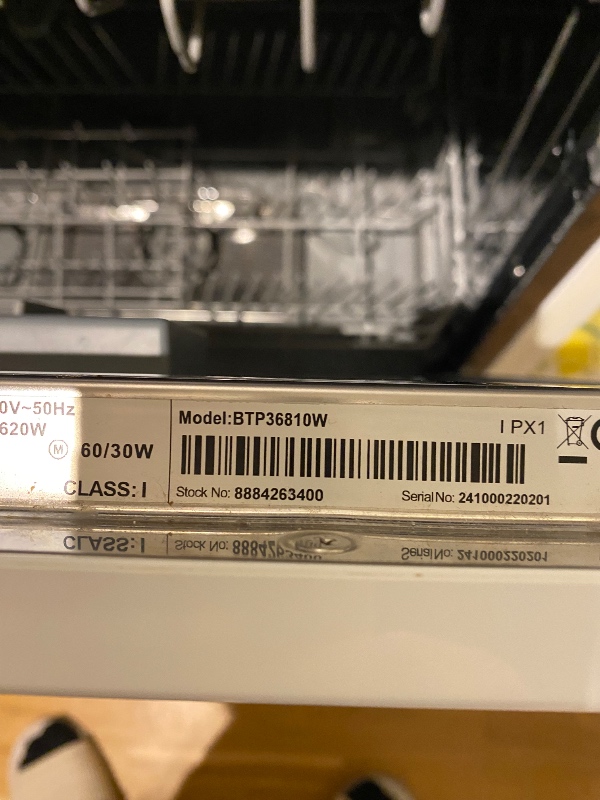 0V~50Hz
620W
M 60/30W
CLASS: I
Model:BTP36810W
I PX1
Stock No: 8884263400
Serial No: 241000220201